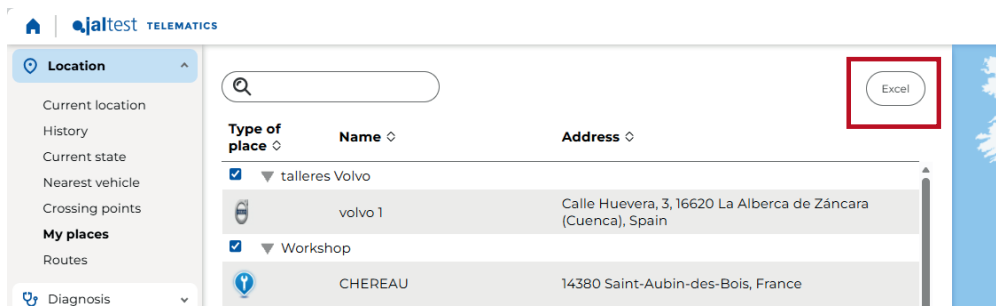 jaltest TELEMATICS
Location
Current location
History
Current state
Nearest vehicle
Crossing points
My places
Routes
Diagnosis
Excel
Type of
place
Name
Address
talleres Volvo
volvo 1
Calle Huevera, 3, 16620 La Alberca de Záncara
(Cuenca), Spain
Workshop
CHEREAU
14380 Saint-Aubin-des-Bois, France